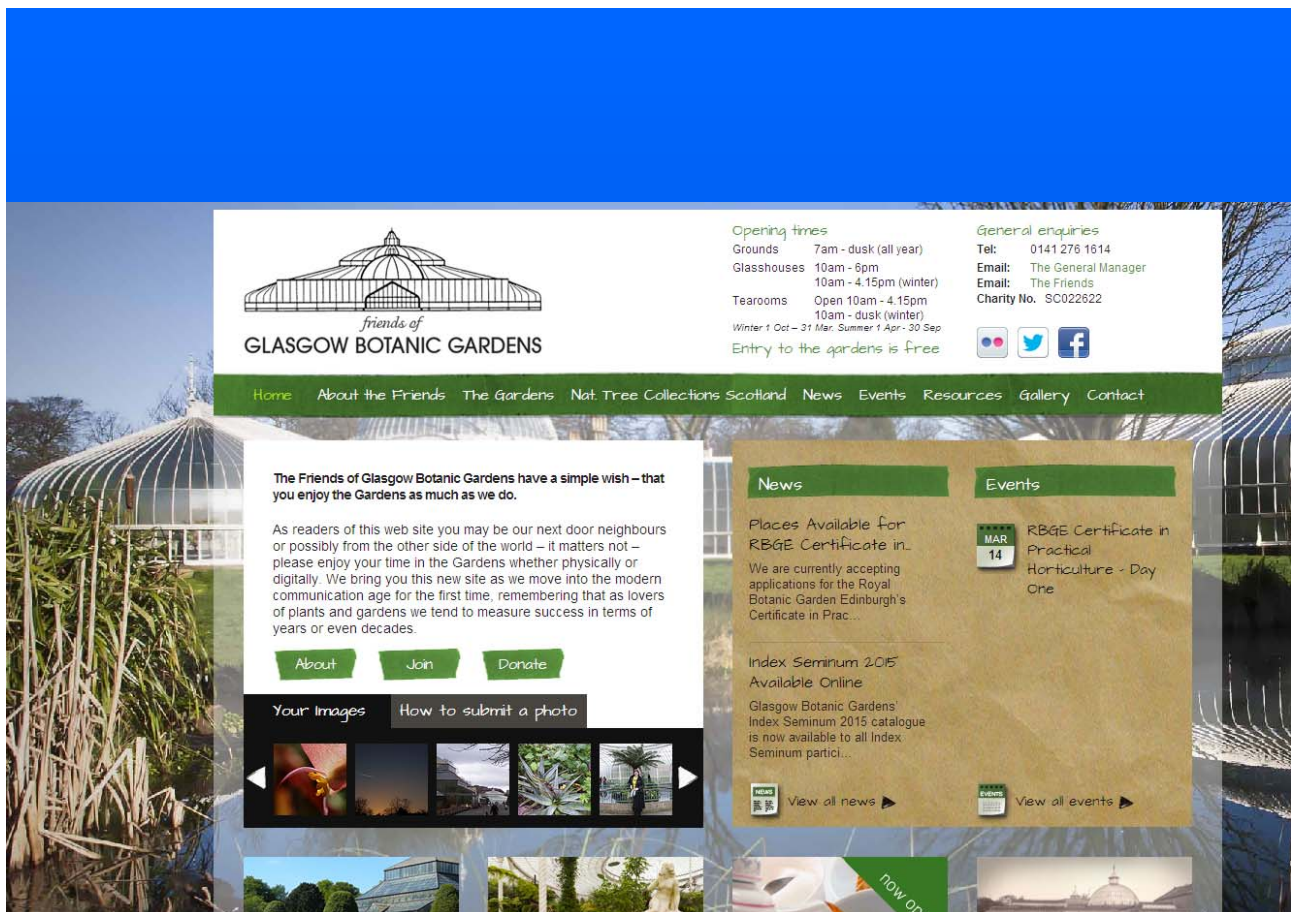 friends of
GLASGOW BOTANIC GARDENS
Opening times
Grounds 7am - dusk (all year)
Glasshouses 10am - 6pm
10am - 4.15pm (winter)
Tearooms Open 10am - 4.15pm
10am - dusk (winter)
Winter 1 Oct – 31 Mar. Summer 1 Apr - 30 Sep
Entry to the gardens is free
General enquiries
Tel: 0141 276 1614
Email: The General Manager
Email: The Friends
Charity No. SC022622
Home About the Friends The Gardens Nat. Tree Collections Scotland News Events Resources Gallery Contact
The Friends of Glasgow Botanic Gardens have a simple wish – that
you enjoy the Gardens as much as we do.
As readers of this web site you may be our next door neighbours
or possibly from the other side of the world – it matters not –
please enjoy your time in the Gardens whether physically or
digitally. We bring you this new site as we move into the modern
communication age for the first time, remembering that as lovers
of plants and gardens we tend to measure success in terms of
years or even decades.
About Join Donate
Your Images How to submit a photo
News
Places Available for
RBGE Certificate in...
We are currently accepting
applications for the Royal
Botanic Garden Edinburgh's
Certificate in Prac...
Index Seminum 2015
Available Online
Glasgow Botanic Gardens'
Index Seminum 2015 catalogue
is now available to all Index
Seminum partici...
NEWS
View all news
Events
MAR
14
RBGE Certificate in
Practical
Horticulture - Day
One
EVENTS
View all events
now op